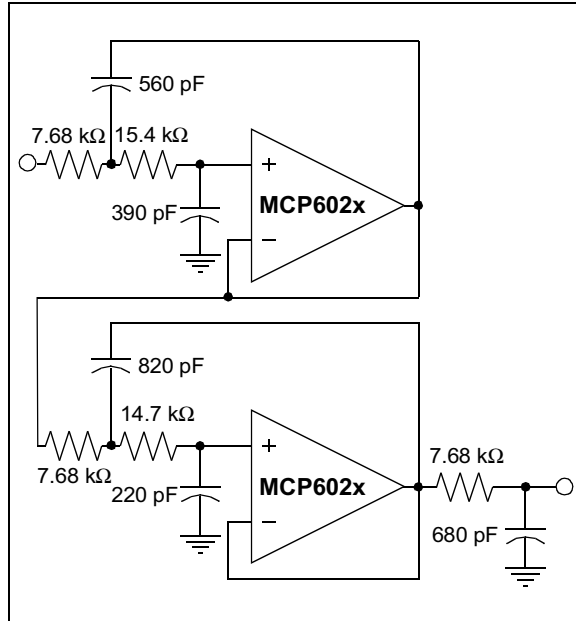 560 pF
7.68 kΩ 15.4 kΩ
+
MCP602x
390 pF
−
820 pF
14.7 kΩ
7.68 kΩ
+
MCP602x
7.68 kΩ
220 pF
−
680 pF